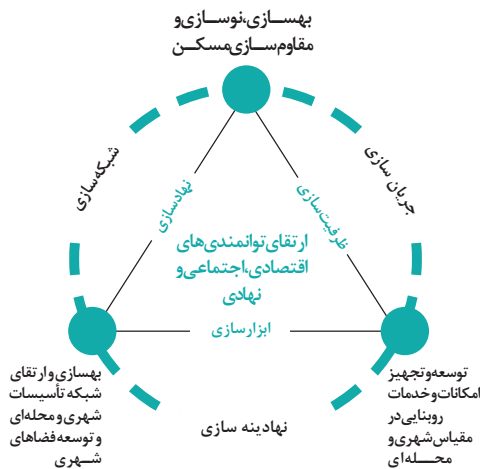 بهسازی،نوسازی و
مقاوم سازی مسکن
جریان سازی
شبکه سازی
ظرفیت سازی
نهادسازی
ارتقای توانمندی های
اقتصادی،اجتماعی و
نهادی
ابزارسازی
توسعه و تجهیز
امکانات و خدمات
روبنایی در
مقیاس شهری و
محله ای
بهسازی و ارتقای
شبکه تأسیسات
شهری و محله ای
و توسعه فضاهای
شهری
نهادینه سازی